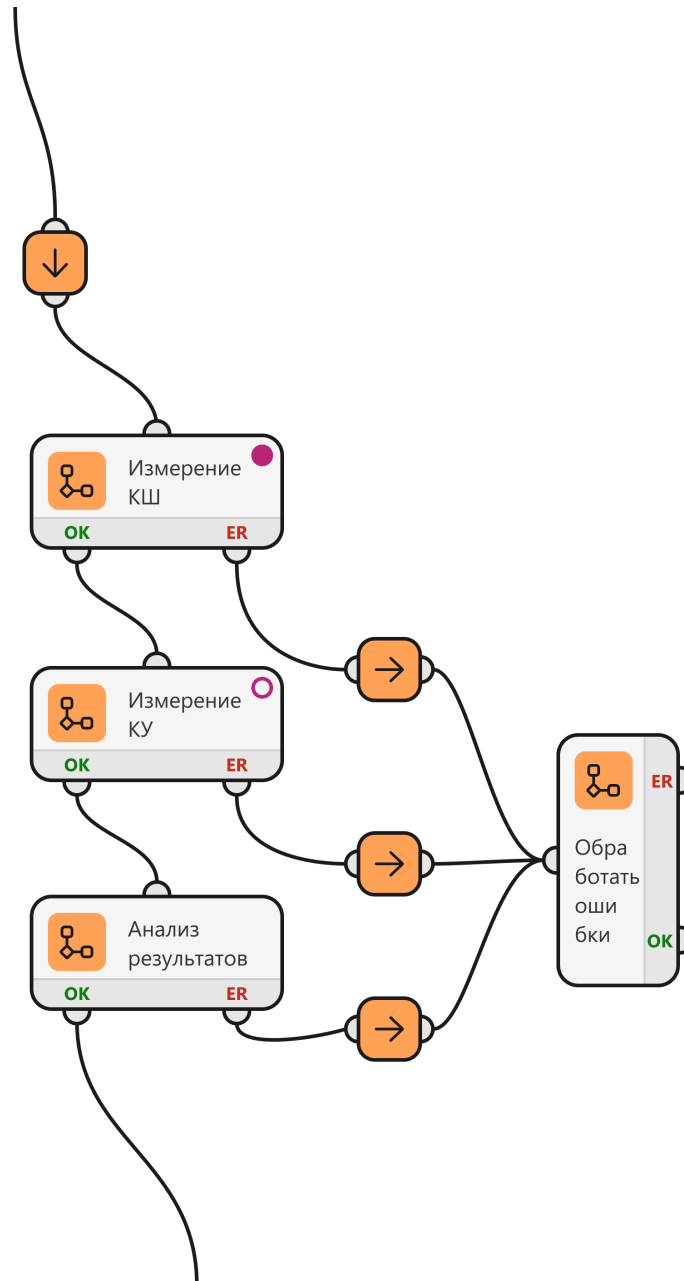 Измерение
КШ
OK
ER
Измерение
КУ
OK
ER
Анализ
результатов
OK
ER
ER
Обра
ботать
оши
бки
OK